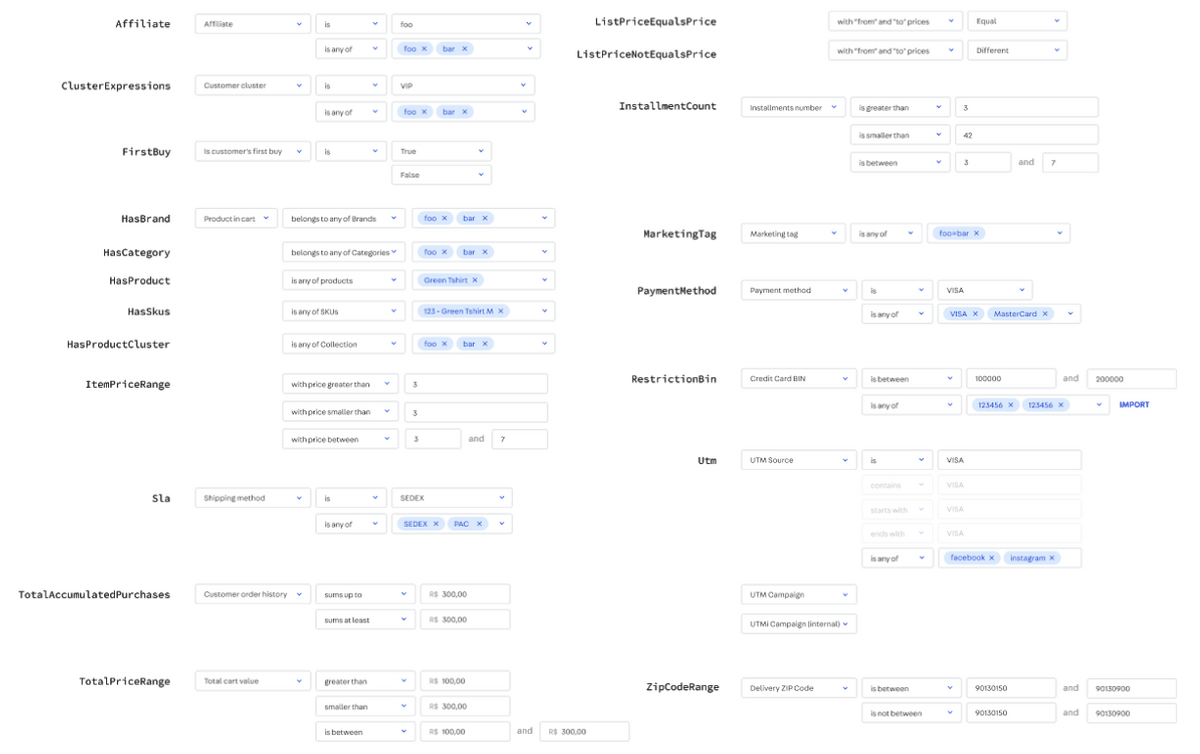 Affiliate Affiliate is foo
is any of foo × bar ×
ClusterExpressions Customer cluster is VIP
is any of foo × bar ×
FirstBuy Is customer's first buy is True
False
HasBrand Product in cart belongs to any of Brands foo × bar ×
HasCategory belongs to any of Categories foo × bar ×
HasProduct is any of products Green Tshirt ×
HasSkus is any of SKUs 123 - Green Tshirt M ×
HasProductCluster is any of Collection foo × bar ×
ItemPriceRange with price greater than 3
with price smaller than 3
with price between 3 and 7
Sla Shipping method is SEDEX
is any of SEDEX × PAC ×
TotalAccumulatedPurchases Customer order history sums up to R$ 300,00
sums at least R$ 300,00
TotalPriceRange Total cart value greater than R$ 100,00
smaller than R$ 300,00
is between R$ 100,00 and R$ 300,00
ListPriceEqualsPrice with "from" and "to" prices Equal
ListPriceNotEqualsPrice with "from" and "to" prices Different
InstallmentCount Installments number is greater than 3
is smaller than 42
is between 3 and 7
MarketingTag Marketing tag is any of foo=bar ×
PaymentMethod Payment method is VISA
is any of VISA × MasterCard ×
RestrictionBin Credit Card BIN is between 100000 and 200000
is any of 123456 × 123456 × IMPORT
Utm UTM Source is VISA
contains VISA
starts with VISA
ends with VISA
is any of facebook × instagram ×
UTM Campaign
UTMi Campaign (internal)
ZipCodeRange Delivery ZIP Code is between 90130150 and 90130900
is not between 90130150 and 90130900